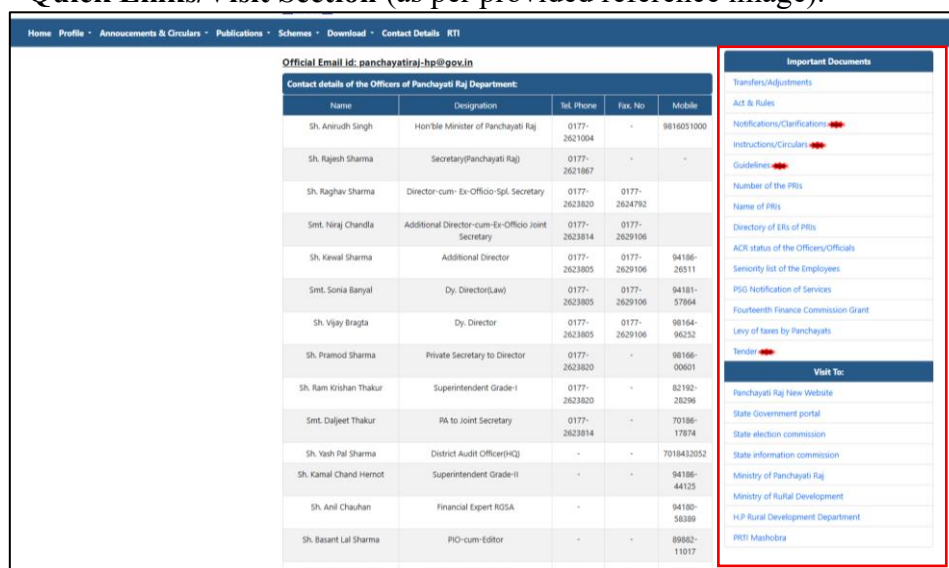 Quick Links/Visit Section (as per provided reference image).
Home Profile Annoucements & Circulars Publications Schemes Download Contact Details RTI
Official Email id: panchayatiraj-hp@gov.in
Contact details of the Officers of Panchayati Raj Department:
Name Designation Tel. Phone Fax. No Mobile
Sh. Anirudh Singh Hon'ble Minister of Panchayati Raj 0177- - 9816051000
2621004
Sh. Rajesh Sharma Secretary(Panchayati Raj) 0177- - -
2621867
Sh. Raghav Sharma Director-cum- Ex-Officio-Spl. Secretary 0177- 0177-
2623820 2624792
Smt. Niraj Chandla Additional Director-cum-Ex-Officio Joint 0177- 0177-
Secretary 2623814 2629106
Sh. Kewal Sharma Additional Director 0177- 0177- 94186-
2623805 2629106 26511
Smt. Sonia Banyal Dy. Director(Law) 0177- 0177- 94181-
2623805 2629106 57864
Sh. Vijay Bragta Dy. Director 0177- 0177- 98164-
2623805 2629106 96252
Sh. Pramod Sharma Private Secretary to Director 0177- - 98166-
2623820 00601
Sh. Ram Krishan Thakur Superintendent Grade-I 0177- - 82192-
2623820 28296
Smt. Daljeet Thakur PA to Joint Secretary 0177- - 70186-
2623814 17874
Sh. Yash Pal Sharma District Audit Officer(HQ) - - 7018432052
Sh. Kamal Chand Hernot Superintendent Grade-II - - 94186-
44125
Sh. Anil Chauhan Financial Expert RGSA - 94180-
58389
Sh. Basant Lal Sharma PIO-cum-Editor - - 89882-
11017
Important Documents
Transfers/Adjustments
Act & Rules
Notifications/Clarifications
Instructions/Circulars
Guidelines
Number of the PRIs
Name of PRIs
Directory of ERs of PRIs
ACR status of the Officers/Officials
Seniority list of the Employees
PSG Notification of Services
Fourteenth Finance Commission Grant
Levy of taxes by Panchayats
Tender
Visit To:
Panchayati Raj New Website
State Government portal
State election commission
State information commission
Ministry of Panchayati Raj
Ministry of RuRal Development
H.P Rural Development Department
PRTI Mashobra